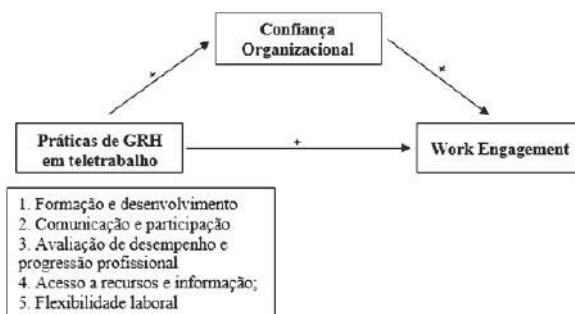 Confiança
Organizacional
+
+
Práticas de GRH
em teletrabalho
+
Work Engagement
1. Formação e desenvolvimento
2. Comunicação e participação
3. Avaliação de desempenho e
progressão profissional
4. Acesso a recursos e informação;
5. Flexibilidade laboral